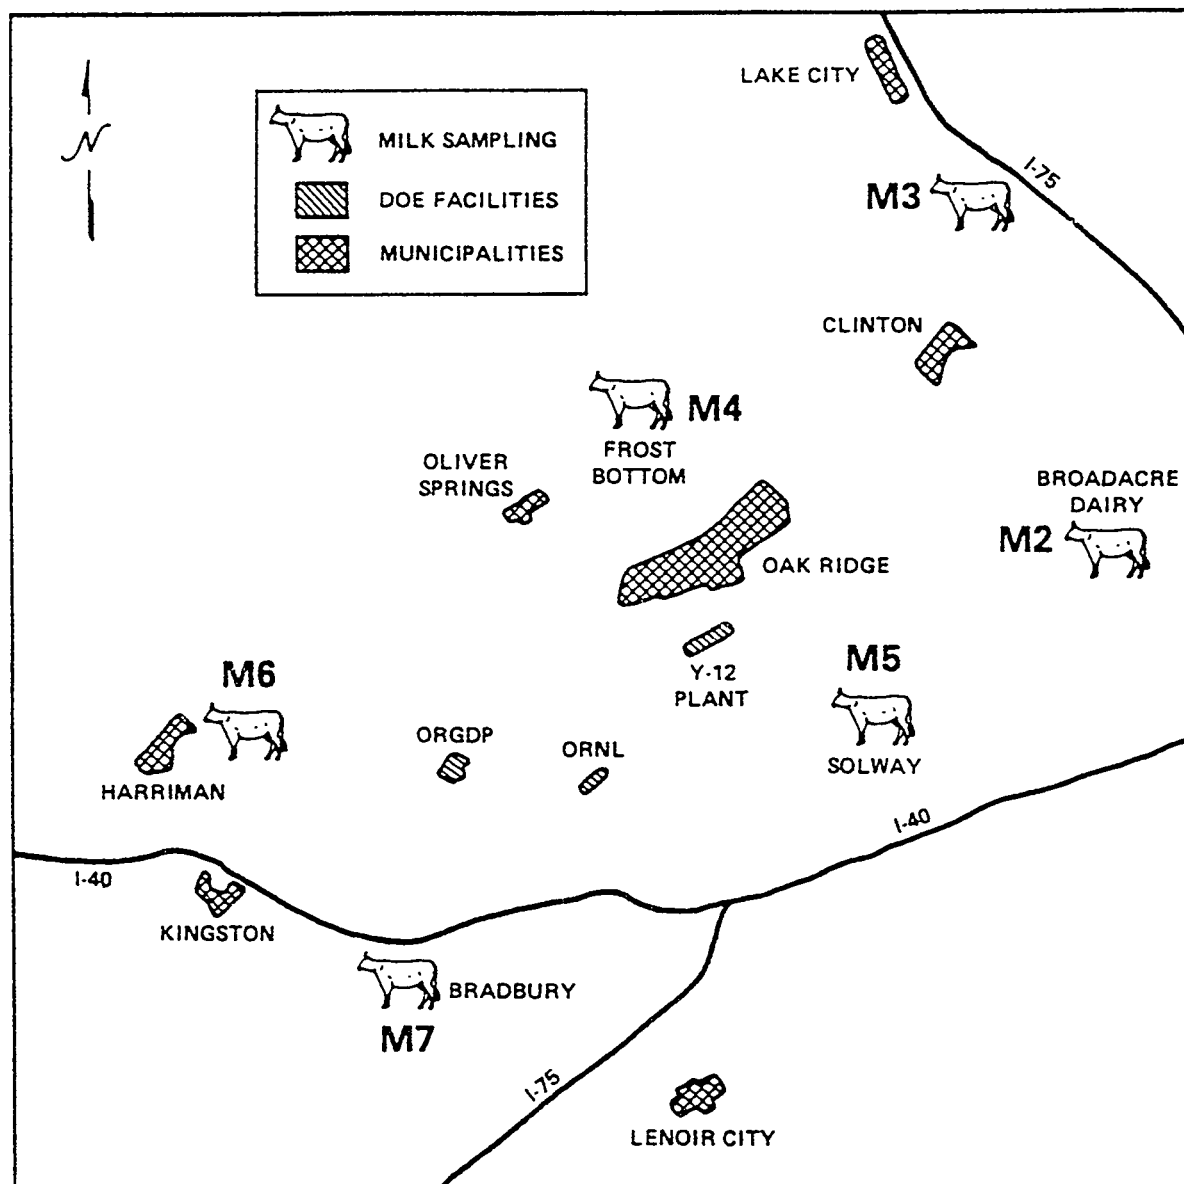 LAKE CITY
N
MILK SAMPLING
DOE FACILITIES
MUNICIPALITIES
I-75
M3
CLINTON
M4
FROST
BOTTOM
OLIVER
SPRINGS
BROADACRE
DAIRY
M2
OAK RIDGE
Y-12
PLANT
M5
SOLWAY
M6
HARRIMAN
ORGDP
ORNL
I-40
I-40
KINGSTON
BRADBURY
M7
I-75
LENOIR CITY